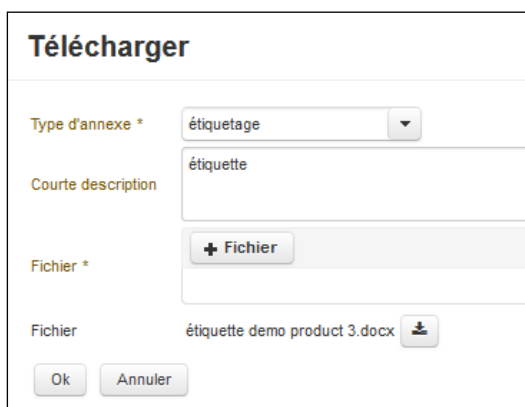 Télécharger
Type d'annexe * étiquetage
Courte description étiquette
+ Fichier
Fichier *
Fichier étiquette demo product 3.docx
Ok Annuler